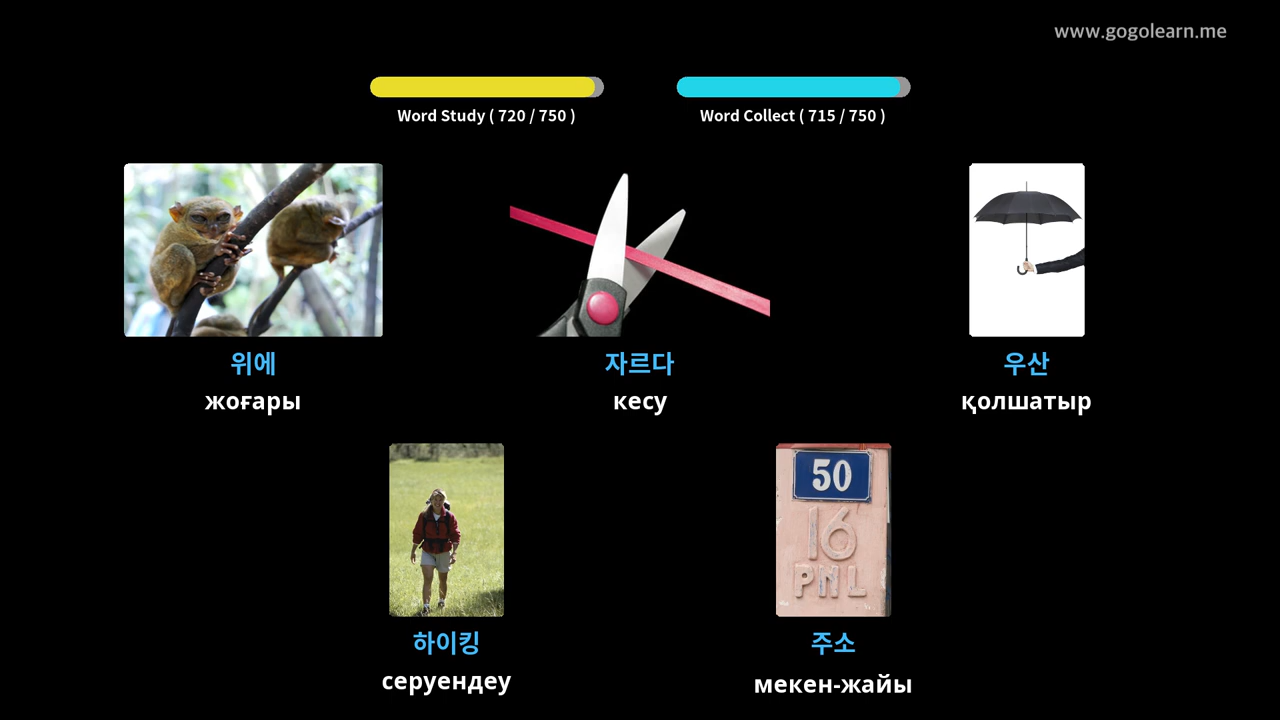 www.gogolearn.me
Word Study ( 720 / 750 )
Word Collect ( 715 / 750 )
위에
жоғары
자르다
кесу
우산
қолшатыр
50
16
PNL
하이킹
серуендеу
주소
мекен-жайы